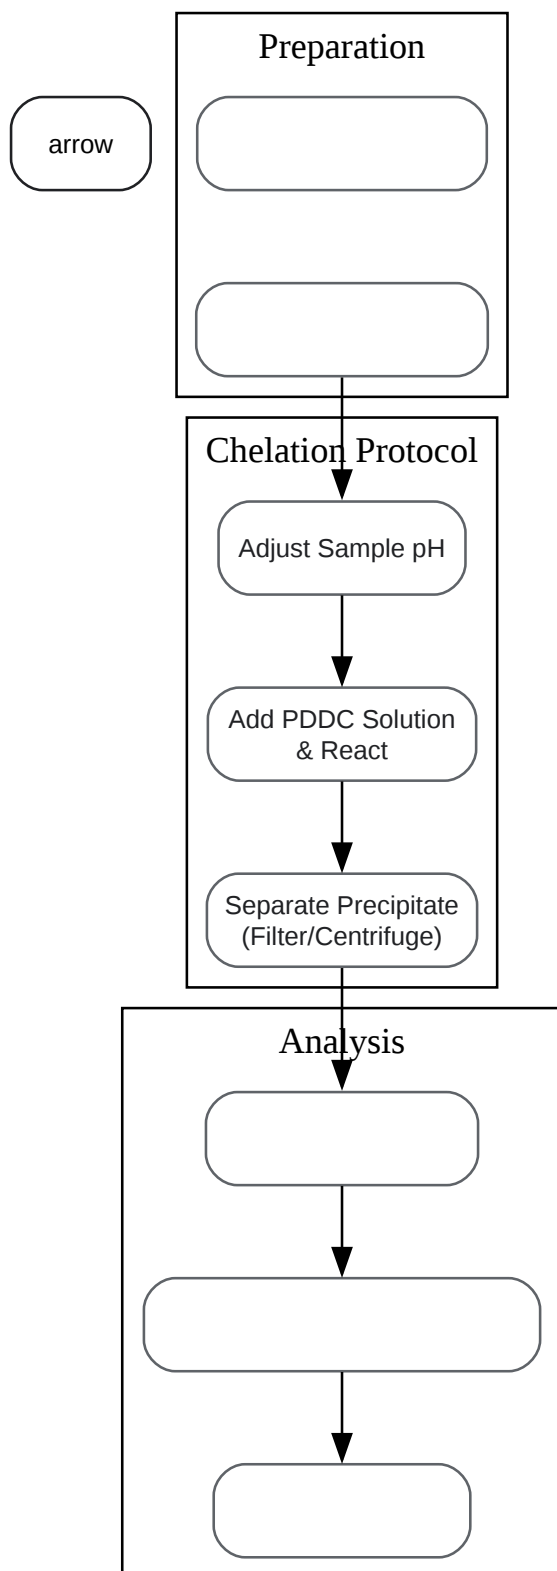 Preparation
arrow
Chelation Protocol
Adjust Sample pH
Add PDDC Solution
& React
Separate Precipitate
(Filter/Centrifuge)
Analysis